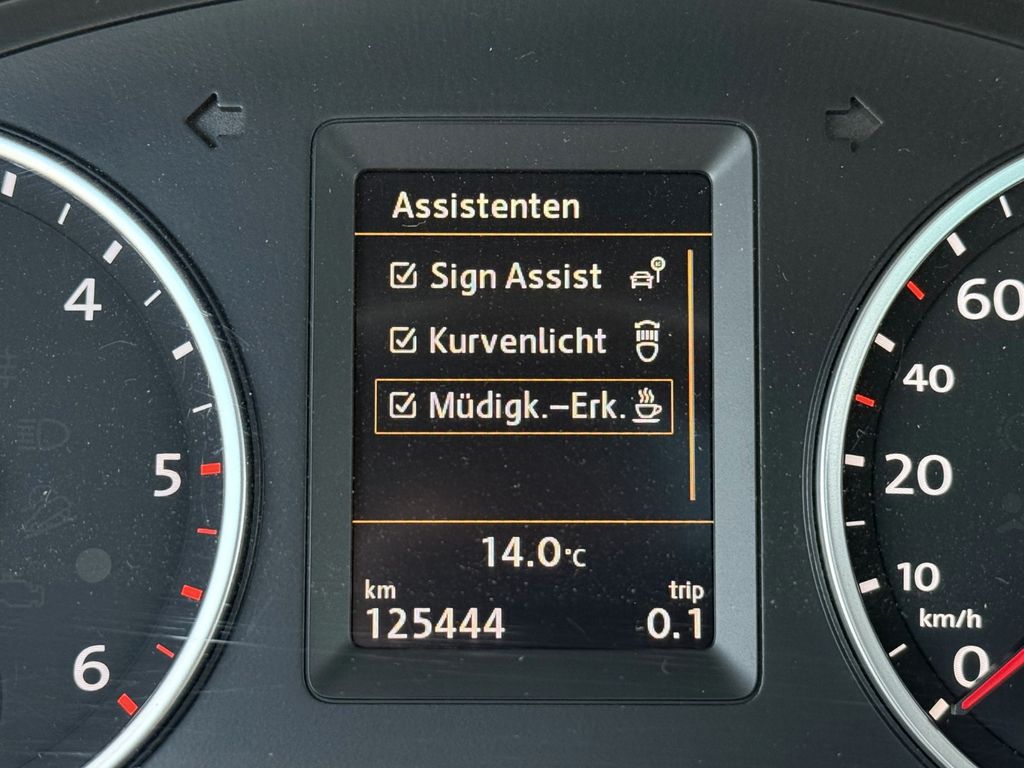 Assistenten
Sign Assist
Kurvenlicht
Müdigk.–Erk.
14.0°C
km trip
125444 0.1
4
5
6
60
40
20
10
km/h
0